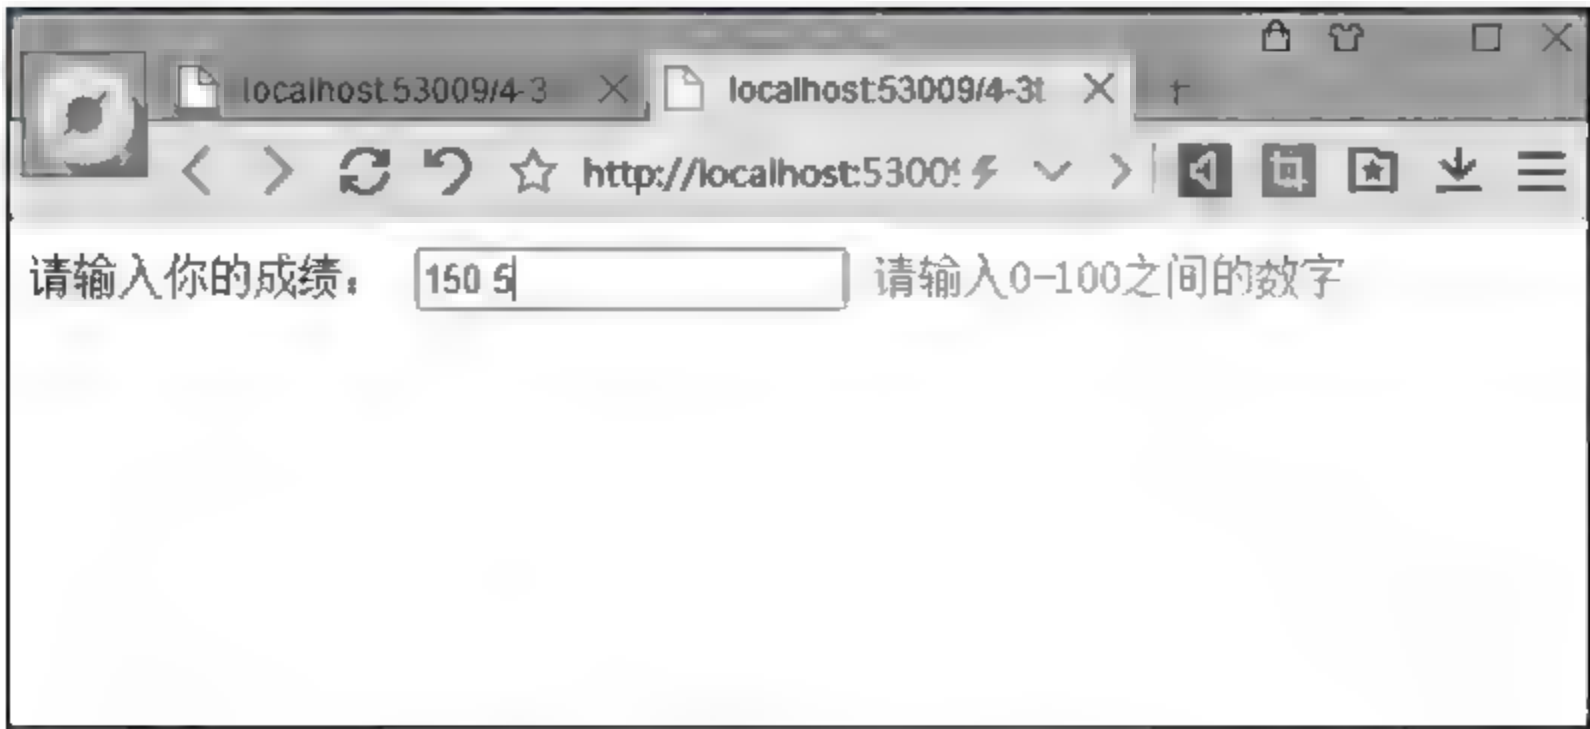 localhost:53009/4-3 localhost:53009/4-3t
http://localhost:53009
请输入你的成绩： 150 5 请输入0-100之间的数字